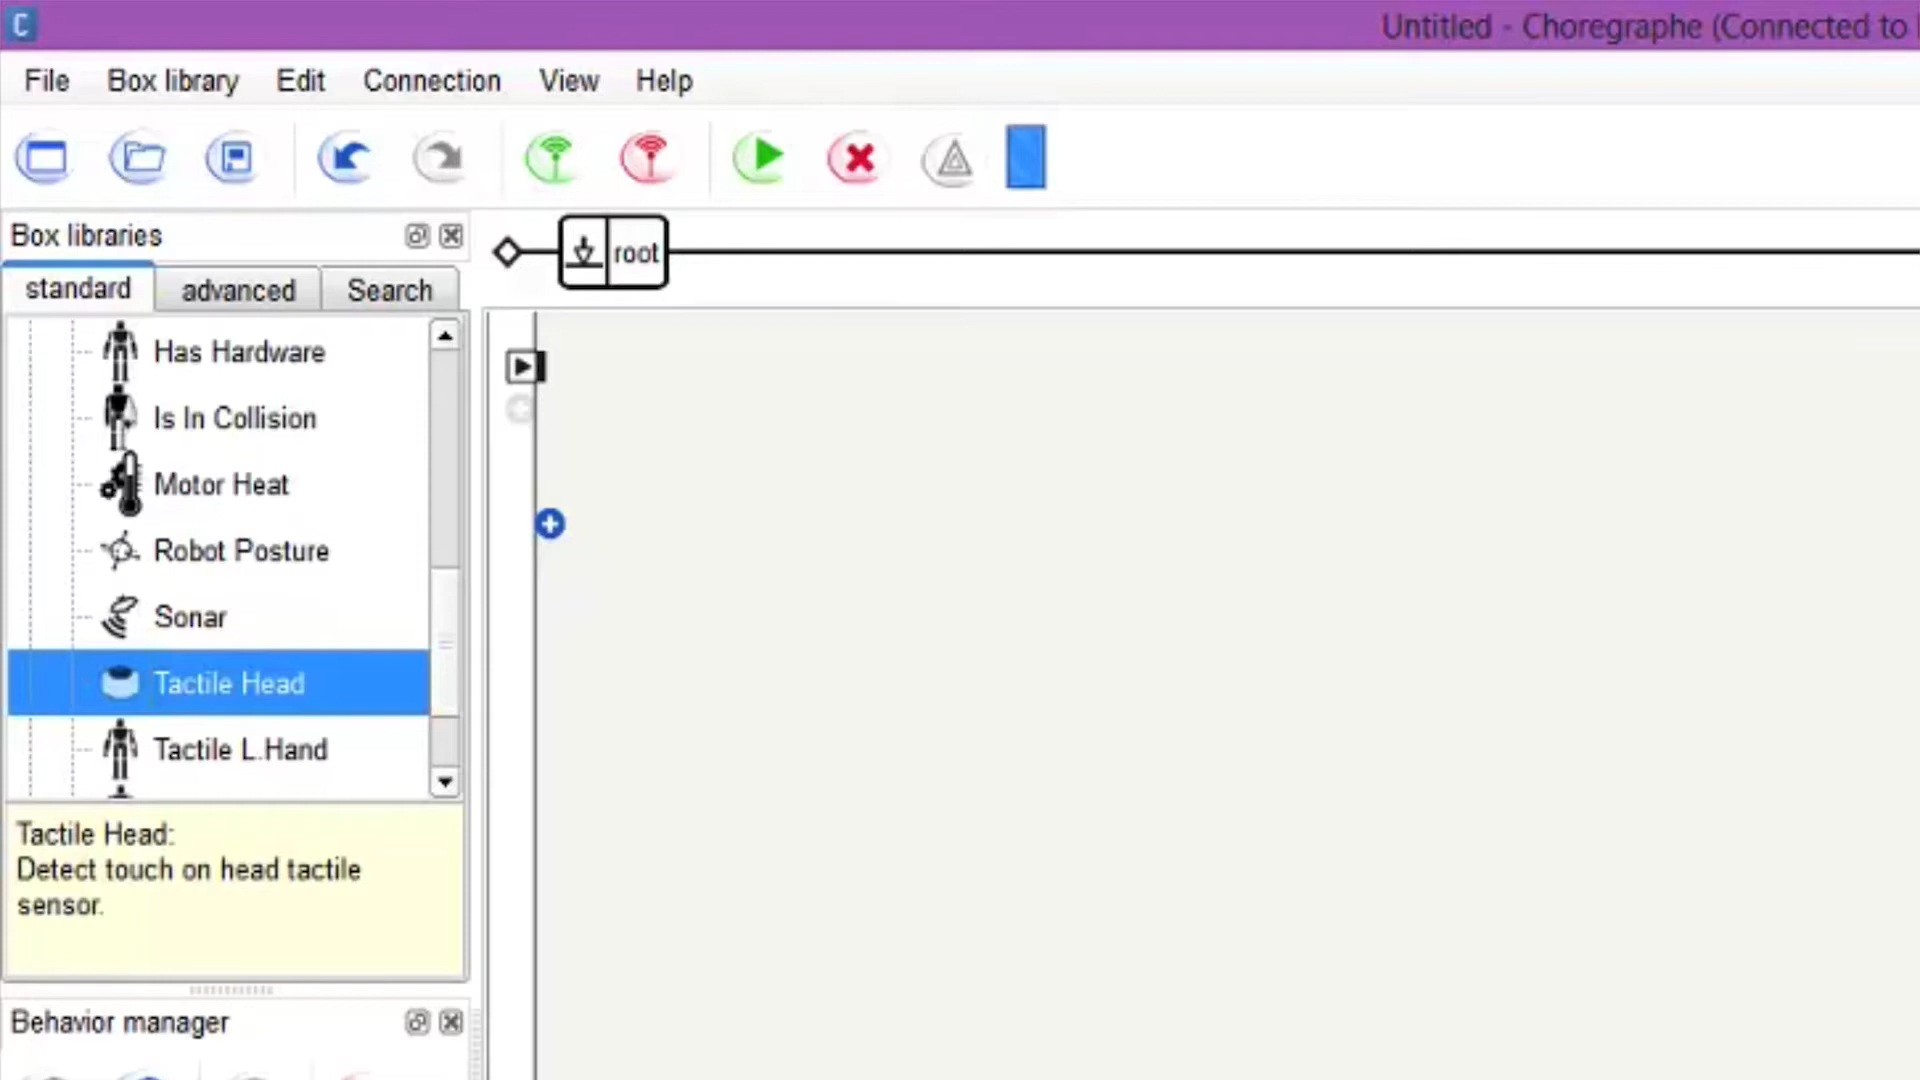 C
Untitled - Choregraphe (Connected to
File Box library Edit Connection View Help
Box libraries
root
standard advanced Search
Has Hardware
Is In Collision
Motor Heat
Robot Posture
Sonar
Tactile Head
Tactile L.Hand
Tactile Head:
Detect touch on head tactile
sensor.
Behavior manager